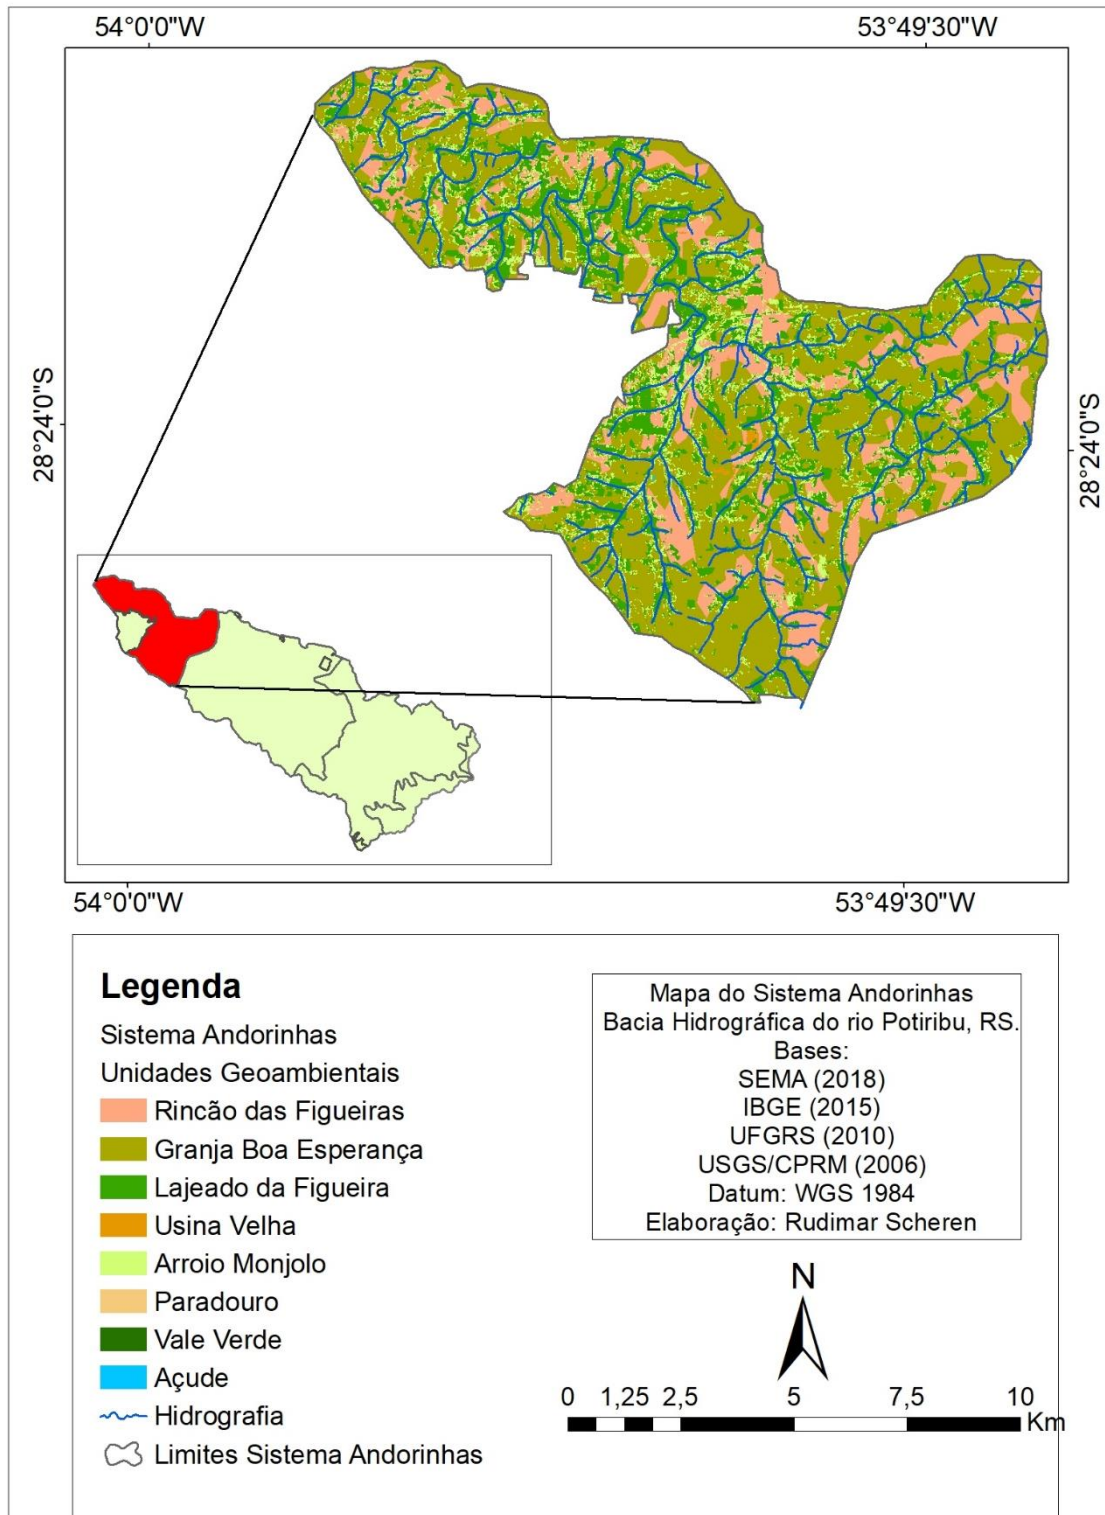 54°0'0"W
53°49'30"W
28°24'0"S
28°24'0"S
54°0'0"W
53°49'30"W
Legenda
Sistema Andorinhas
Unidades Geoambientais
Rincão das Figueiras
Granja Boa Esperança
Lajeado da Figueira
Usina Velha
Arroio Monjolo
Paradouro
Vale Verde
Açude
Hidrografia
Limites Sistema Andorinhas
Mapa do Sistema Andorinhas
Bacia Hidrográfica do rio Potiribu, RS.
Bases:
SEMA (2018)
IBGE (2015)
UFGRS (2010)
USGS/CPRM (2006)
Datum: WGS 1984
Elaboração: Rudimar Scheren
N
0 1,25 2,5 5 7,5 10
Km